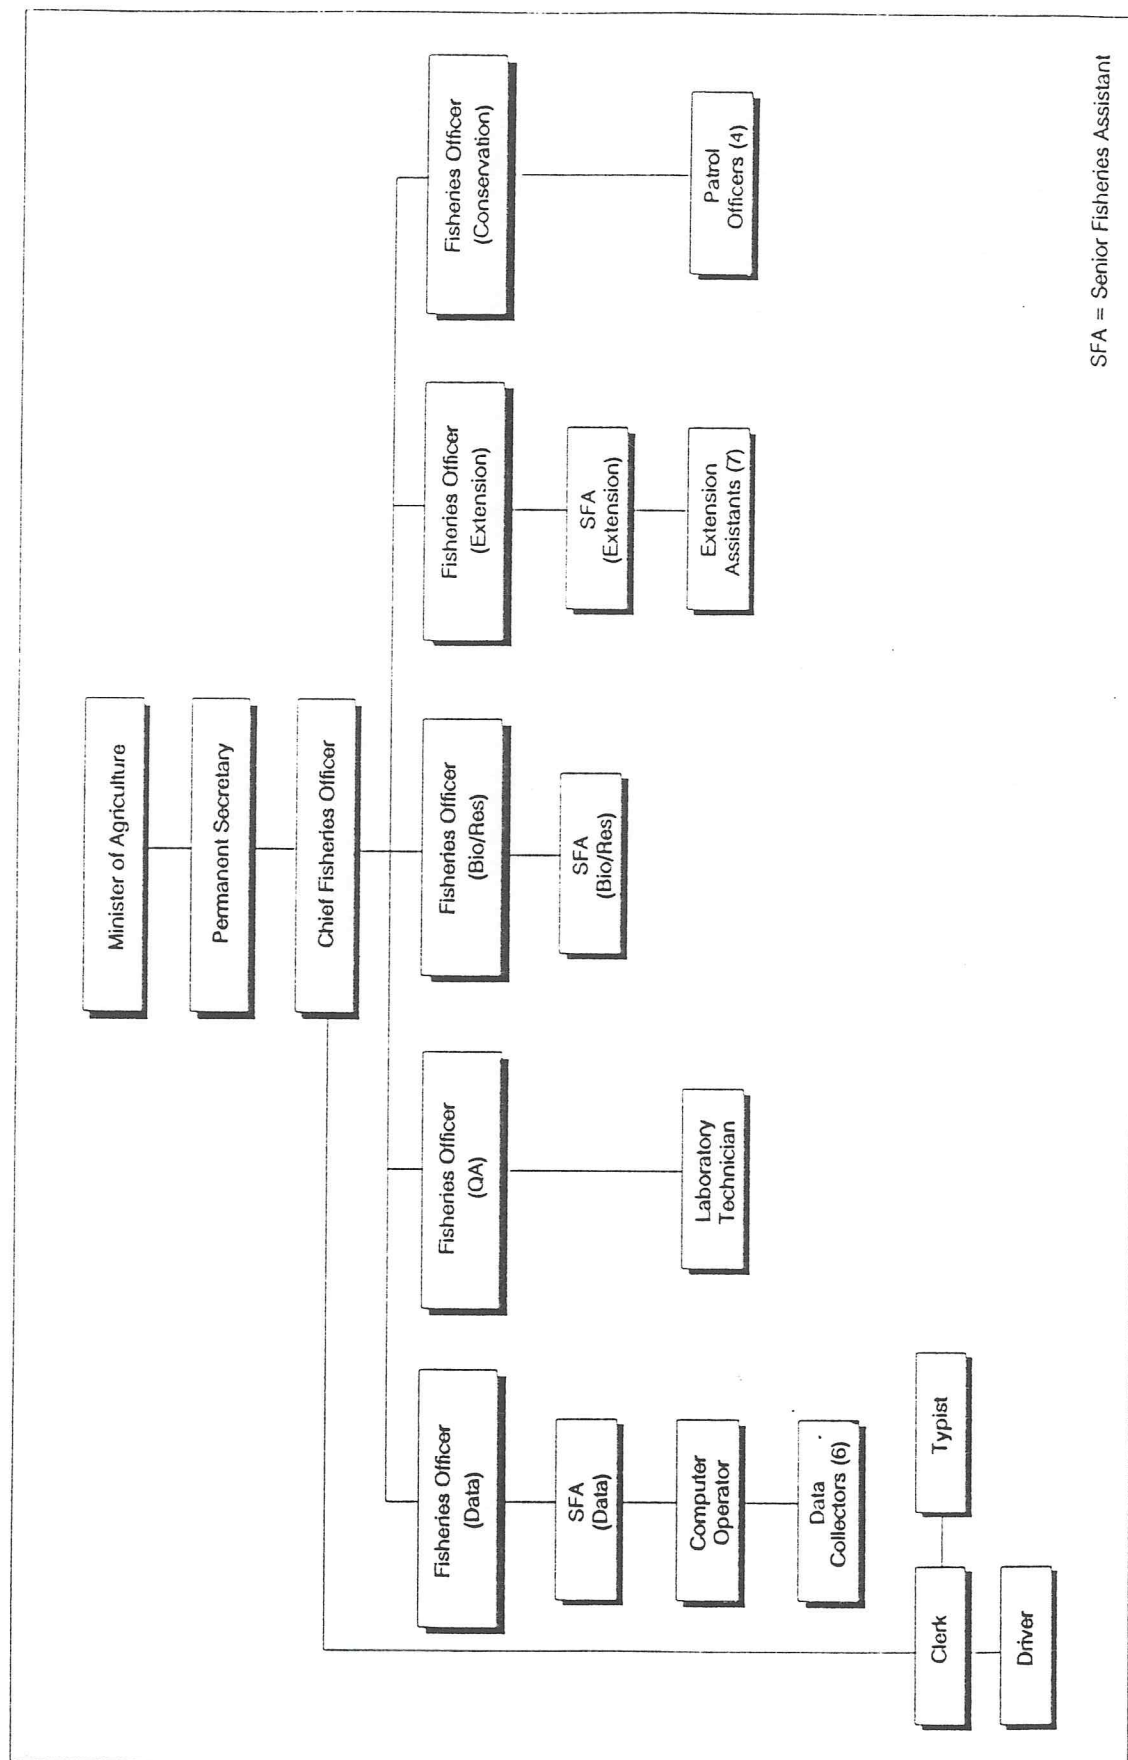 Minister of Agriculture
Permanent Secretary
Chief Fisheries Officer
Fisheries Officer
(Data)
Fisheries Officer
(QA)
Fisheries Officer
(Bio/Res)
Fisheries Officer
(Extension)
Fisheries Officer
(Conservation)
SFA
(Data)
SFA
(Bio/Res)
SFA
(Extension)
Computer
Operator
Laboratory
Technician
Extension
Assistants (7)
Patrol
Officers (4)
Data
Collectors (6)
Clerk
Typist
Driver
SFA = Senior Fisheries Assistant